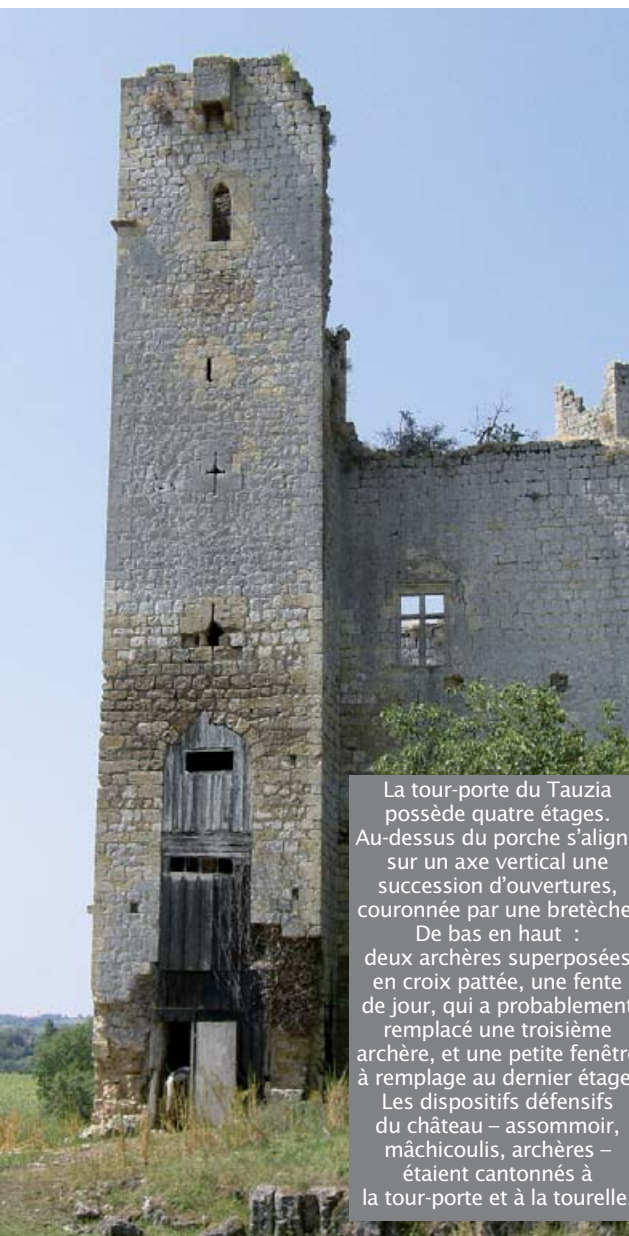 La tour-porte du Tauzia
possède quatre étages.
Au-dessus du porche s'align
sur un axe vertical une
succession d'ouvertures,
couronnée par une bretèche
De bas en haut :
deux archères superposées
en croix pattée, une fente
de jour, qui a probablement
remplacé une troisième
archère, et une petite fenêtr
à remplage au dernier étage
Les dispositifs défensifs
du château – assommoir,
mâchicoulis, archères –
étaient cantonnés à
la tour-porte et à la tourelle.